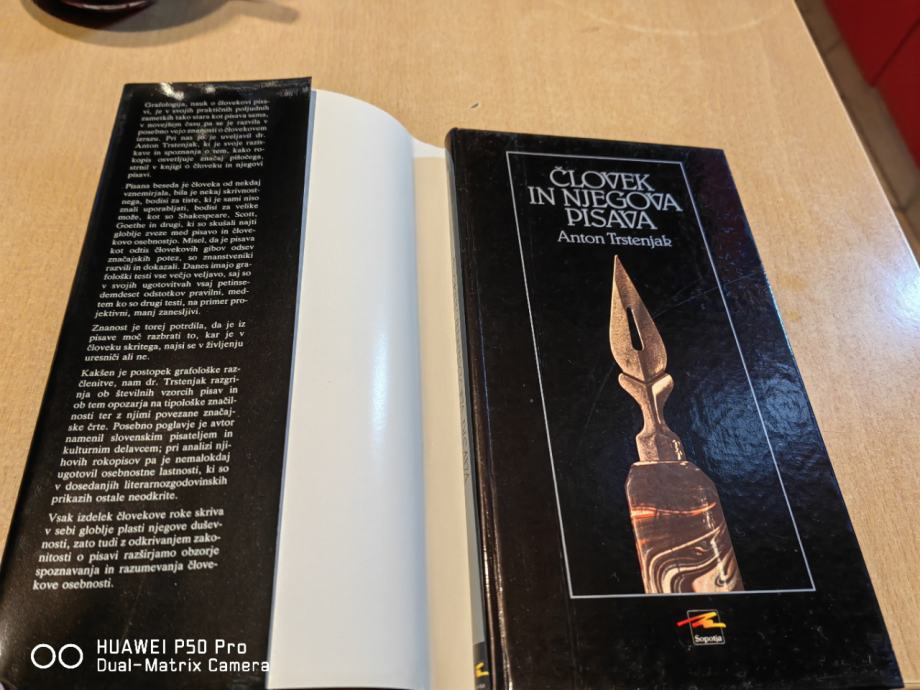 Grafologija, nauk o človekovi pisa-
vi, je v svojih praktičnih poljudnih
zametkih tako stara kot pisava sama,
v novejšem času pa se je razvila v
posebno vejo znanosti o človekovem
izrazu. Pri nas jo je uveljavil dr.
Anton Trstenjak, ki je svoje razis-
kave in spoznanja o tem, kako ro-
kopis osvetljuje značaj pišočega,
strnil v knjigi o človeku in njegovi
pisavi.
Pisana beseda je človeka od nekdaj
vznemirjala, bila je nekaj skrivnost-
nega, bodisi za tiste, ki je sami niso
znali uporabljati, bodisi za velike
može, kot so Shakespeare, Scott,
Goethe in drugi, ki so skušali najti
globlje zveze med pisavo in člove-
kovo osebnostjo. Misel, da je pisava
kot odtis človekovih gibov odsev
značajskih potez, so znanstveniki
razvili in dokazali. Danes imajo gra-
fološki testi vse večjo veljavo, saj so
v svojih ugotovitvah vsaj petinse-
demdeset odstotkov pravilni, med-
tem ko so drugi testi, na primer pro-
jektivni, manj zanesljivi.
Znanost je torej potrdila, da je iz
pisave moč razbrati to, kar je v
človeku skritega, najsi se v življenju
uresniči ali ne.
Kakšen je postopek grafološke raz-
členitve, nam dr. Trstenjak razgri-
nja ob številnih vzorcih pisav in
ob tem opozarja na tipološke značil-
nosti ter z njimi povezane značaj-
ske črte. Posebno poglavje je avtor
namenil slovenskim pisateljem in
kulturnim delavcem; pri analizi nji-
hovih rokopisov pa je nemalokdaj
ugotovil osebnostne lastnosti, ki so
v dosedanjih literarnozgodovinskih
prikazih ostale neodkrite.
Vsak izdelek človekove roke skriva
v sebi globlje plasti njegove dušev-
nosti, zato tudi z odkrivanjem zako-
nitosti o pisavi razširjamo obzorje
spoznavanja in razumevanja člove-
kove osebnosti.
ČLOVEK
IN NJEGOVA
PISAVA
Anton Trstenjak
Sopotja
HUAWEI P50 Pro
Dual-Matrix Camera